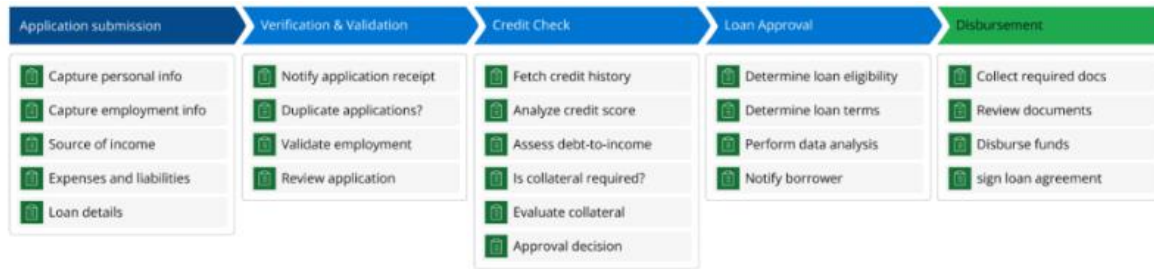 Application submission
Capture personal info
Capture employment info
Source of income
Expenses and liabilities
Loan details
Verification & Validation
Notify application receipt
Duplicate applications?
Validate employment
Review application
Credit Check
Fetch credit history
Analyze credit score
Assess debt-to-income
Is collateral required?
Evaluate collateral
Approval decision
Loan Approval
Determine loan eligibility
Determine loan terms
Perform data analysis
Notify borrower
Disbursement
Collect required docs
Review documents
Disburse funds
sign loan agreement